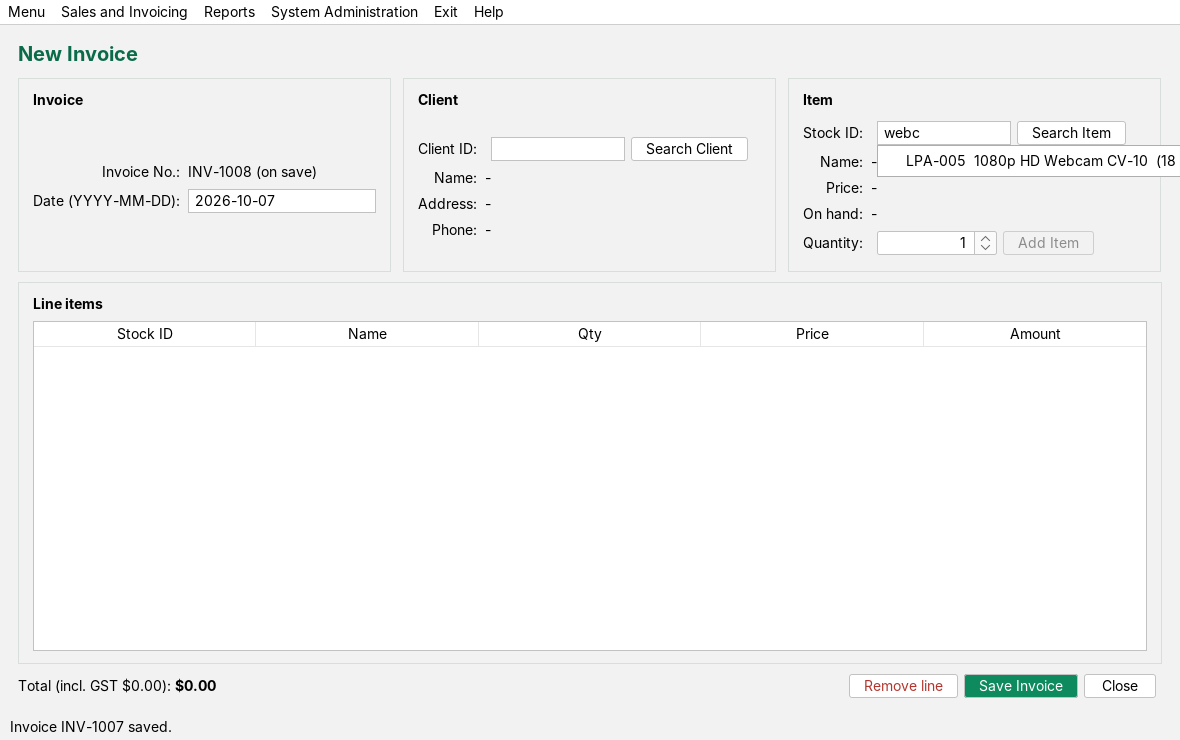 Menu Sales and Invoicing Reports System Administration Exit Help
New Invoice
Invoice
Invoice No.: INV-1008 (on save)
Date (YYYY-MM-DD): 2026-10-07
Client
Client ID: Search Client
Name: -
Address: -
Phone: -
Item
Stock ID: webc Search Item
Name: - LPA-005 1080p HD Webcam CV-10 (18
Price: -
On hand: -
Quantity: 1 Add Item
Line items
Stock ID Name Qty Price Amount
Total (incl. GST $0.00): $0.00 Remove line Save Invoice Close
Invoice INV-1007 saved.